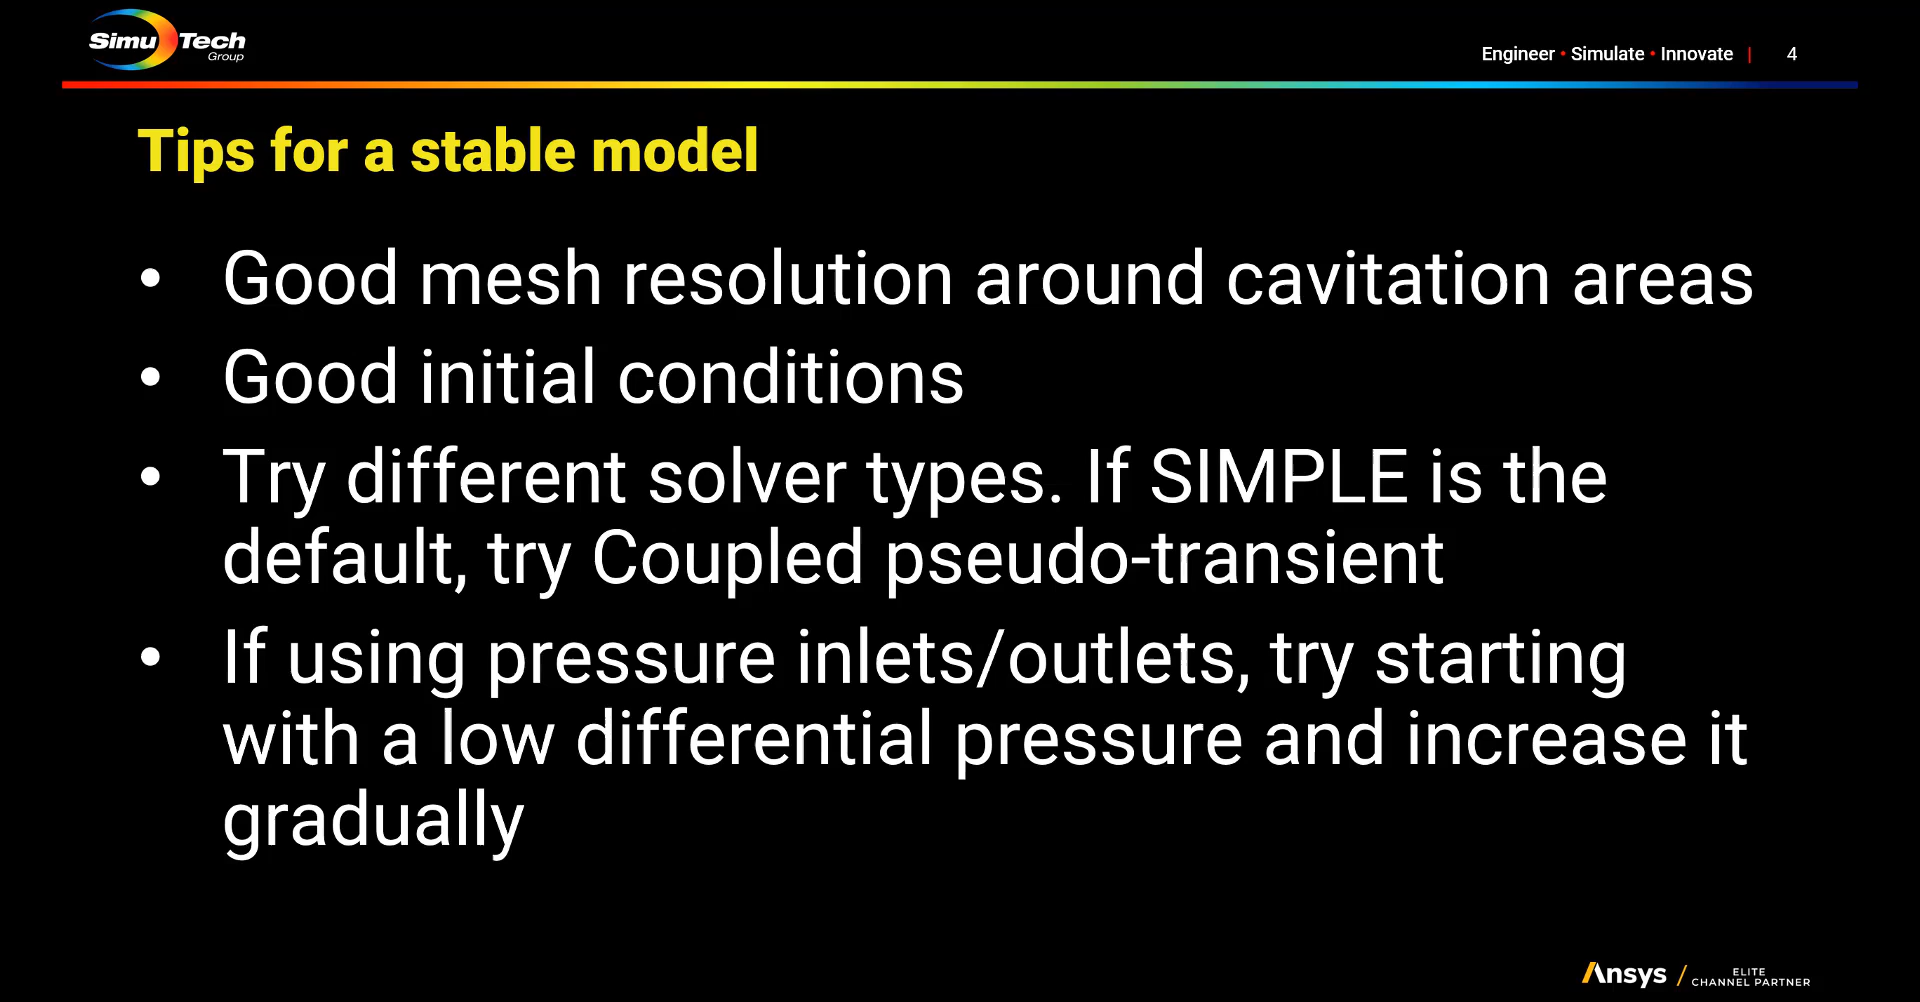 Simu Tech
Group
Engineer • Simulate • Innovate | 4
Tips for a stable model
• Good mesh resolution around cavitation areas
• Good initial conditions
• Try different solver types. If SIMPLE is the
default, try Coupled pseudo-transient
• If using pressure inlets/outlets, try starting
with a low differential pressure and increase it
gradually
Ansys / ELITE
CHANNEL PARTNER